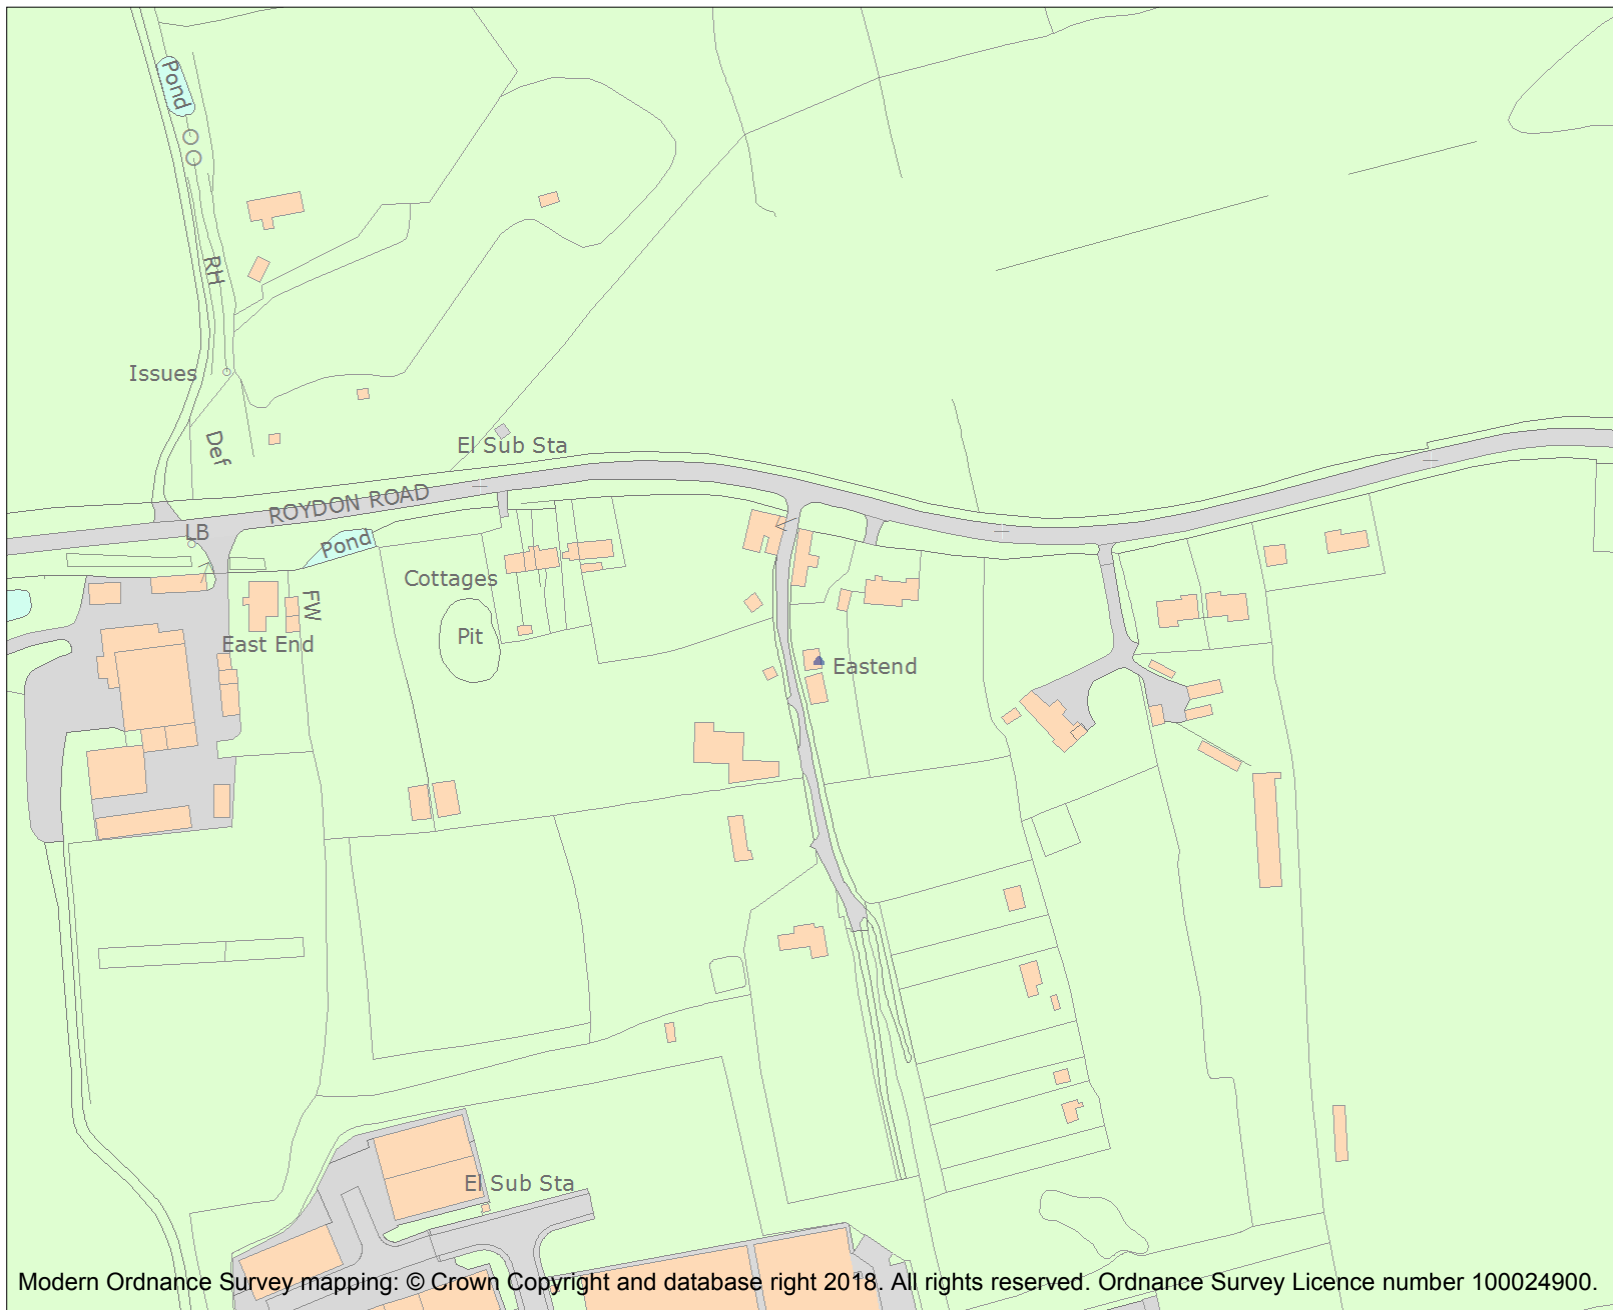 Pond
RH
Issues
Def
El Sub Sta
ROYDON ROAD
LB
Pond
Cottages
FW
Pit
East End
Eastend
El Sub Sta
Modern Ordnance Survey mapping: © Crown Copyright and database right 2018. All rights reserved. Ordnance Survey Licence number 100024900.